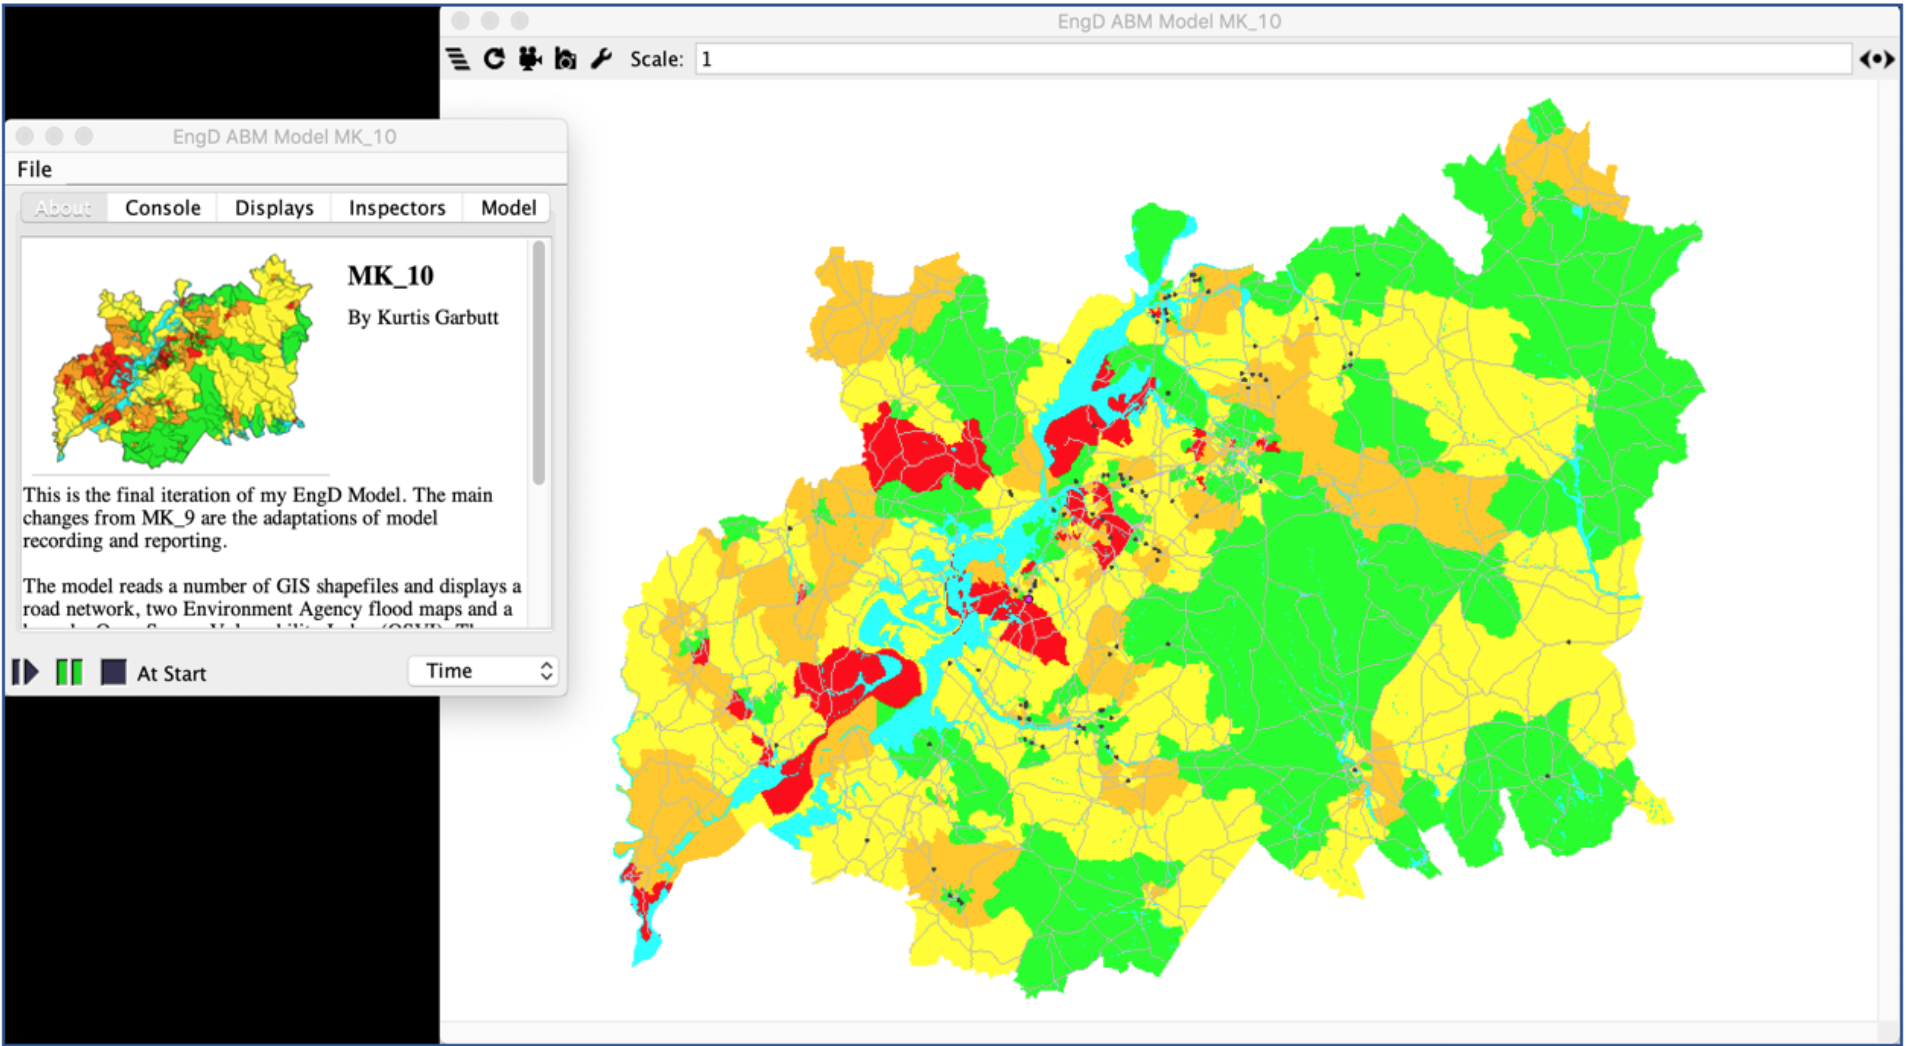 EngD ABM Model MK_10
Scale: 1
EngD ABM Model MK_10
File
About Console Displays Inspectors Model
MK_10
By Kurtis Garbutt
This is the final iteration of my EngD Model. The main
changes from MK_9 are the adaptations of model
recording and reporting.
The model reads a number of GIS shapefiles and displays a
road network, two Environment Agency flood maps and a
At Start
Time